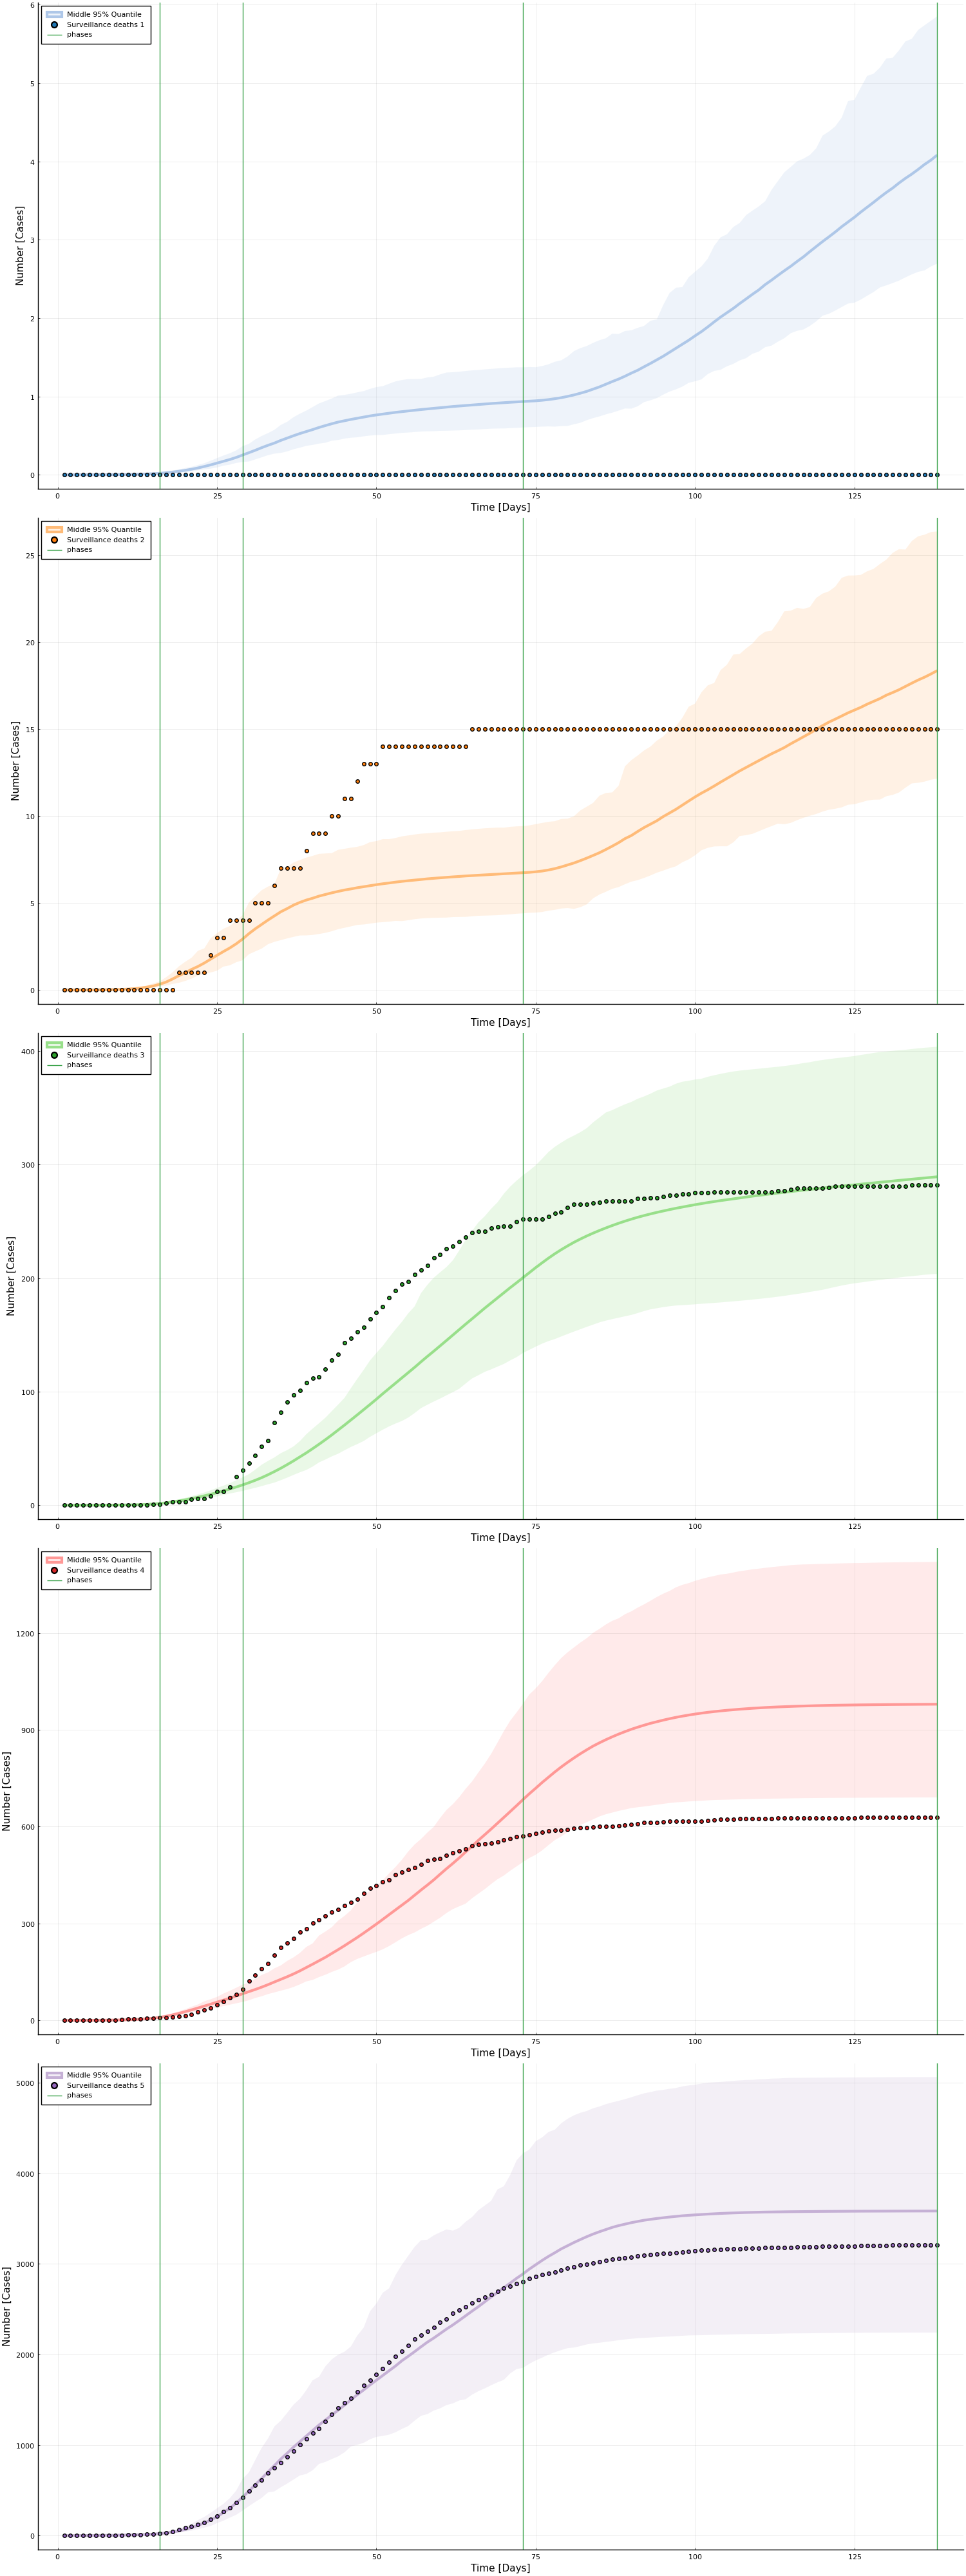 6
5
4
3
2
1
0
Number [Cases]
Middle 95% Quantile
Surveillance deaths 1
phases
0 25 50 75 100 125
Time [Days]
25
20
15
10
5
0
Number [Cases]
Middle 95% Quantile
Surveillance deaths 2
phases
0 25 50 75 100 125
Time [Days]
400
300
200
100
0
Number [Cases]
Middle 95% Quantile
Surveillance deaths 3
phases
0 25 50 75 100 125
Time [Days]
1200
900
600
300
0
Number [Cases]
Middle 95% Quantile
Surveillance deaths 4
phases
0 25 50 75 100 125
Time [Days]
5000
4000
3000
2000
1000
0
Number [Cases]
Middle 95% Quantile
Surveillance deaths 5
phases
0 25 50 75 100 125
Time [Days]